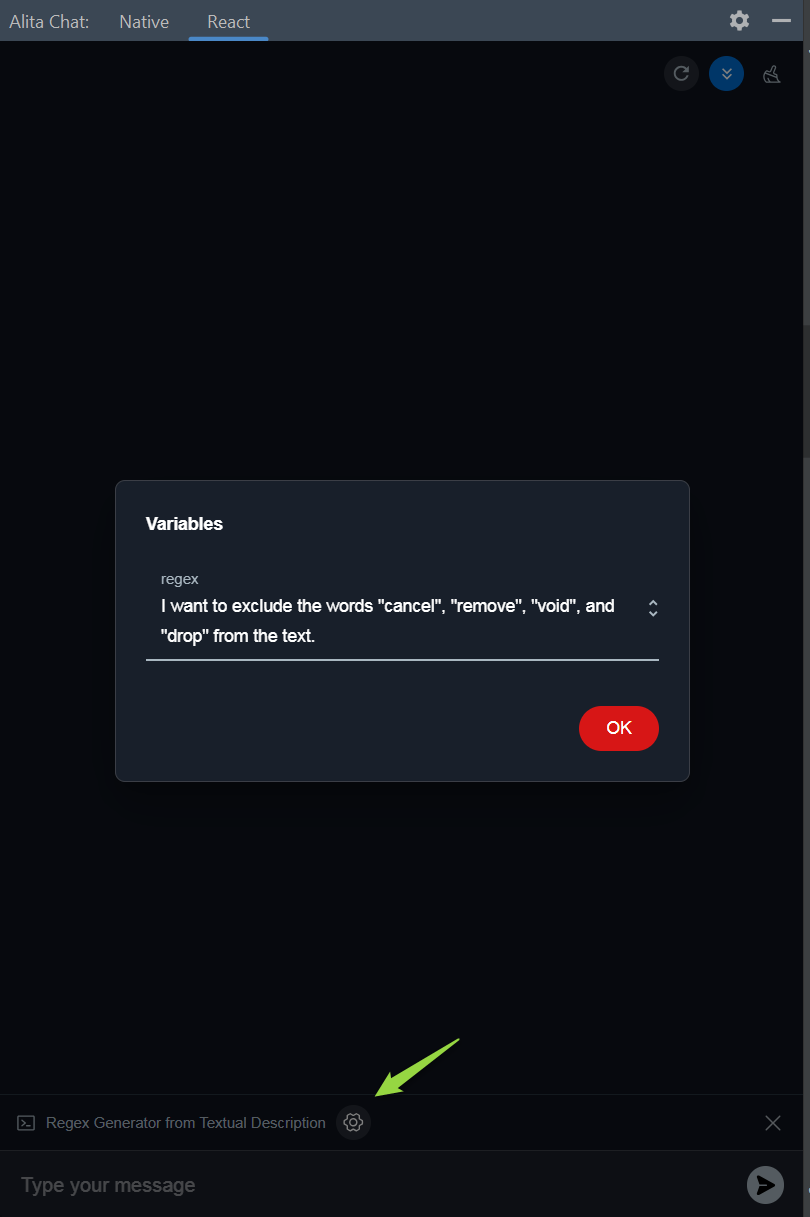 Alita Chat: Native React
Variables
regex
I want to exclude the words "cancel", "remove", "void", and
"drop" from the text.
OK
Regex Generator from Textual Description
Type your message